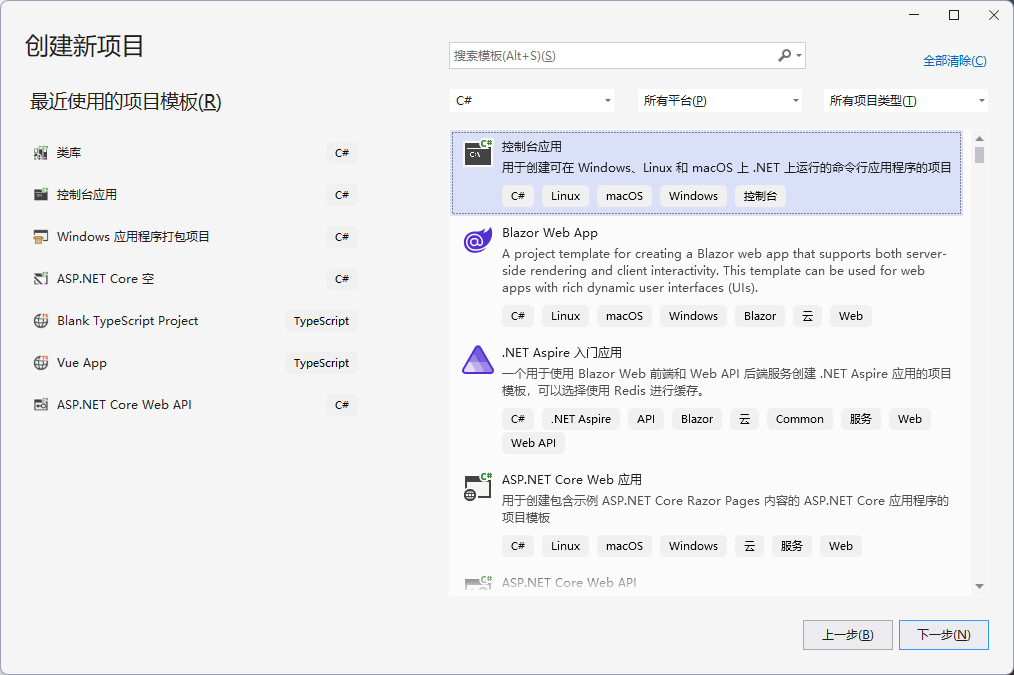 创建新项目
最近使用的项目模板(R)
类库 C#
控制台应用 C#
Windows 应用程序打包项目 C#
ASP.NET Core 空 C#
Blank TypeScript Project TypeScript
Vue App TypeScript
ASP.NET Core Web API C#
搜索模板(Alt+S)(S)
全部清除(C)
C# 所有平台(P) 所有项目类型(T)
控制台应用
用于创建可在 Windows、Linux 和 macOS 上 .NET 上运行的命令行应用程序的项目
C# Linux macOS Windows 控制台
Blazor Web App
A project template for creating a Blazor web app that supports both server-
side rendering and client interactivity. This template can be used for web
apps with rich dynamic user interfaces (UIs).
C# Linux macOS Windows Blazor 云 Web
.NET Aspire 入门应用
一个用于使用 Blazor Web 前端和 Web API 后端服务创建 .NET Aspire 应用的项目
模板，可以选择使用 Redis 进行缓存。
C# .NET Aspire API Blazor 云 Common 服务 Web
Web API
ASP.NET Core Web 应用
用于创建包含示例 ASP.NET Core Razor Pages 内容的 ASP.NET Core 应用程序的
项目模板
C# Linux macOS Windows 云 服务 Web
ASP.NET Core Web API
上一步(B) 下一步(N)